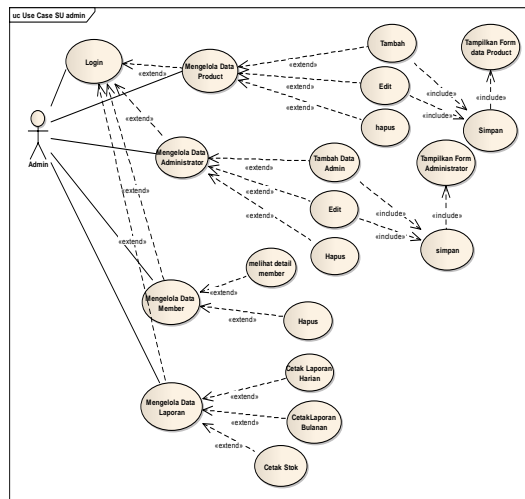 uc Use Case SU admin
Login
Mengelola Data
Product
Tambah
Tampilkan Form
data Product
Edit
hapus
Simpan
Admin
Mengelola Data
Administrator
Tambah Data
Admin
Tampilkan Form
Administrator
Edit
Hapus
simpan
Mengelola Data
Member
melihat detail
member
Hapus
Mengelola Data
Laporan
Cetak Laporan
Harian
CetakLaporan
Bulanan
Cetak Stok
«extend»
«extend»
«extend»
«extend»
«include»
«include»
«include»
«extend»
«extend»
«extend»
«extend»
«include»
«include»
«include»
«extend»
«extend»
«extend»
«extend»
«extend»
«extend»
«extend»